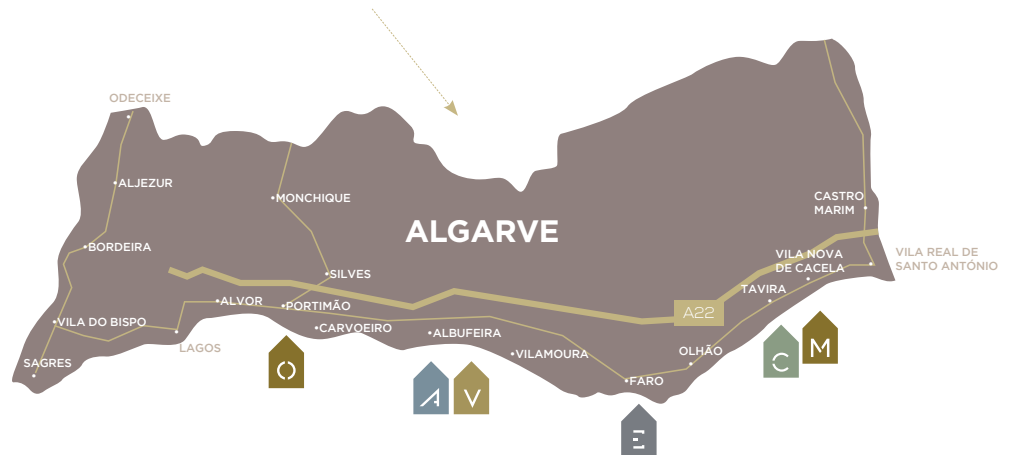 ODECEIXE
ALJEZUR
MONCHIQUE
CASTRO
MARIM
ALGARVE
BORDEIRA
VILA NOVA
DE CACELA
VILA REAL DE
SANTO ANTÓNIO
SILVES
TAVIRA
ALVOR
PORTIMÃO
A22
VILA DO BISPO
CARVOEIRO
ALBUFEIRA
LAGOS
VILAMOURA
OLHÃO
SAGRES
FARO
O
A
V
E
C
M